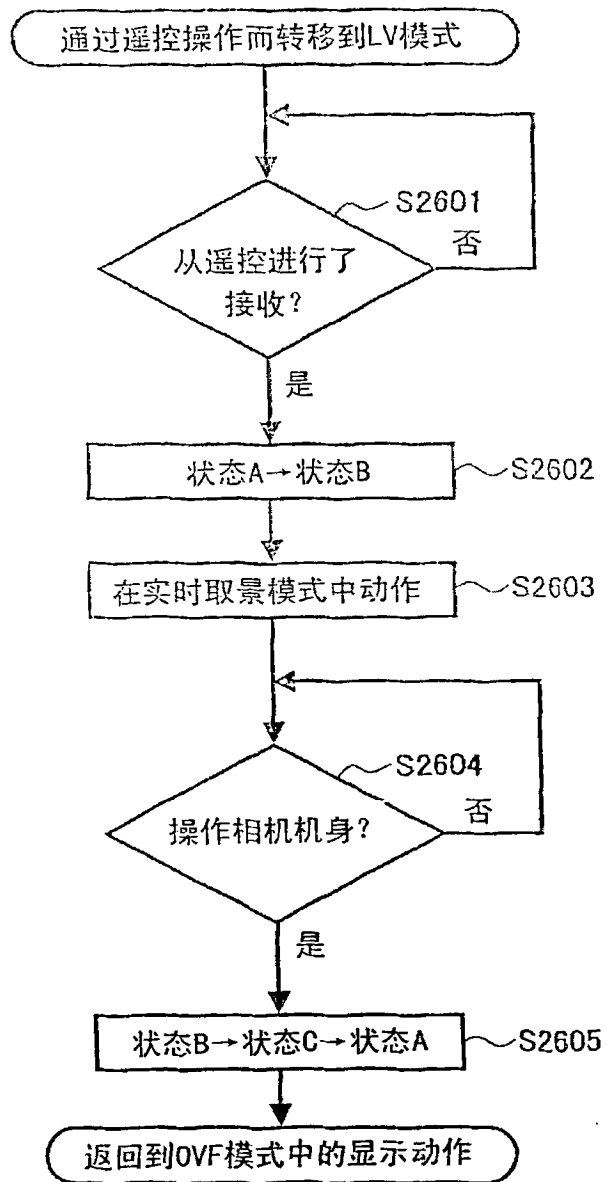 通过遥控操作而转移到LV模式
S2601
否
从遥控进行了
接收?
是
状态A→状态B
S2602
在实时取景模式中动作
S2603
S2604
否
操作相机机身?
是
状态B→状态C→状态A
S2605
返回到OVF模式中的显示动作